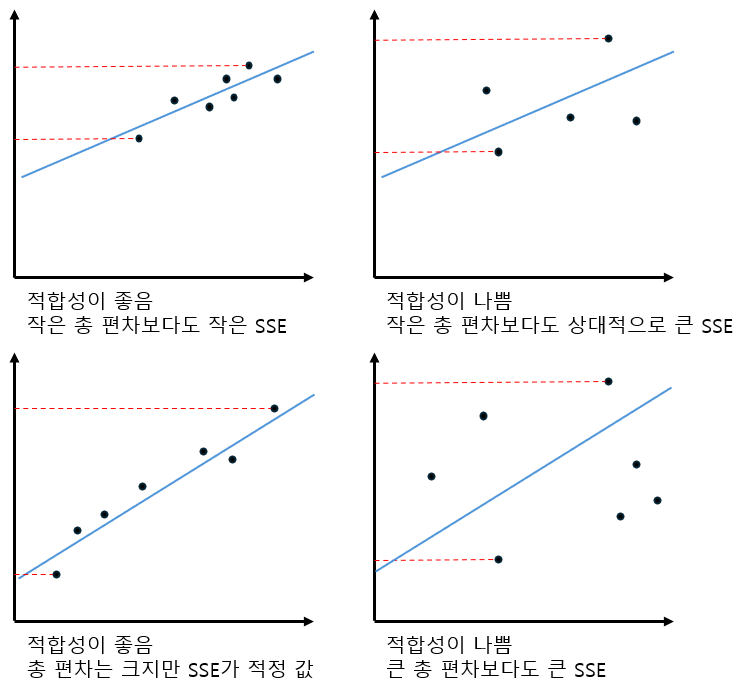 적합성이 좋음
작은 총 편차보다도 작은 SSE
적합성이 나쁨
작은 총 편차보다도 상대적으로 큰 SSE
적합성이 좋음
총 편차는 크지만 SSE가 적정 값
적합성이 나쁨
큰 총 편차보다도 큰 SSE